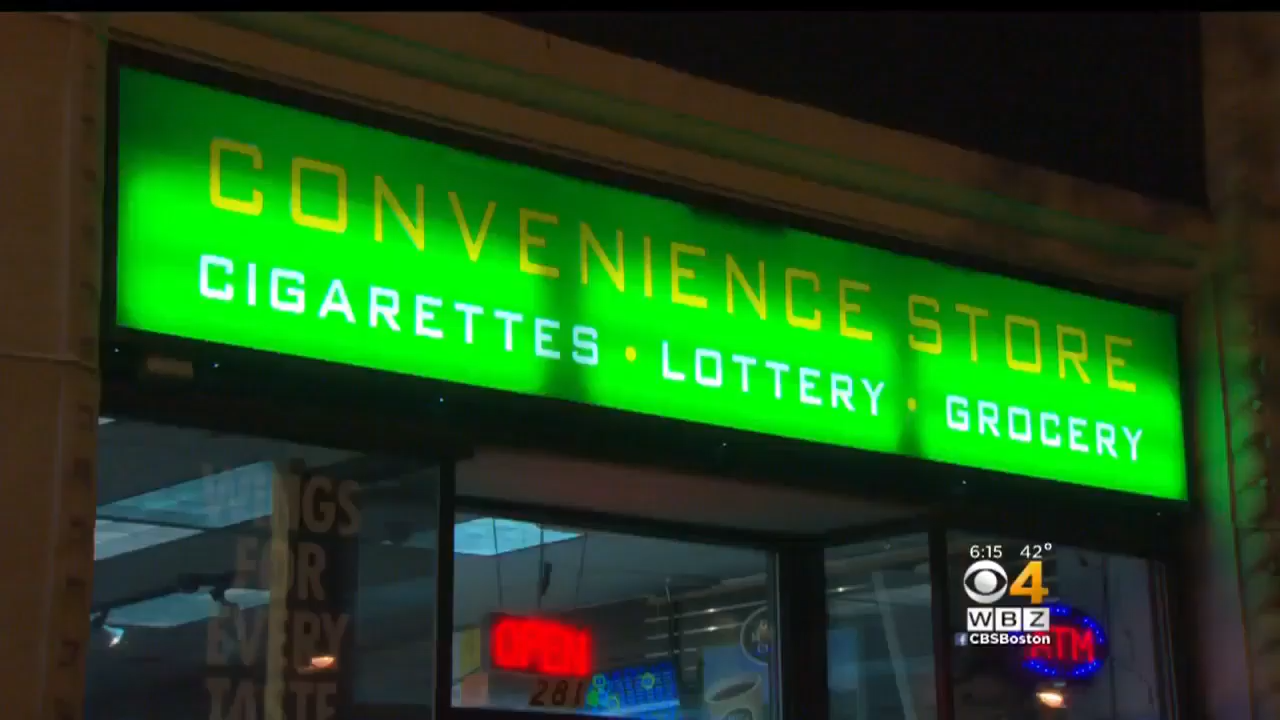 CONVENIENCE STORE
CIGARETTES • LOTTERY • GROCERY
WINGS
FOR
EVERY
TASTE
OPEN
281
6:15 42°
4
WBZ
f CBSBoston
ATM